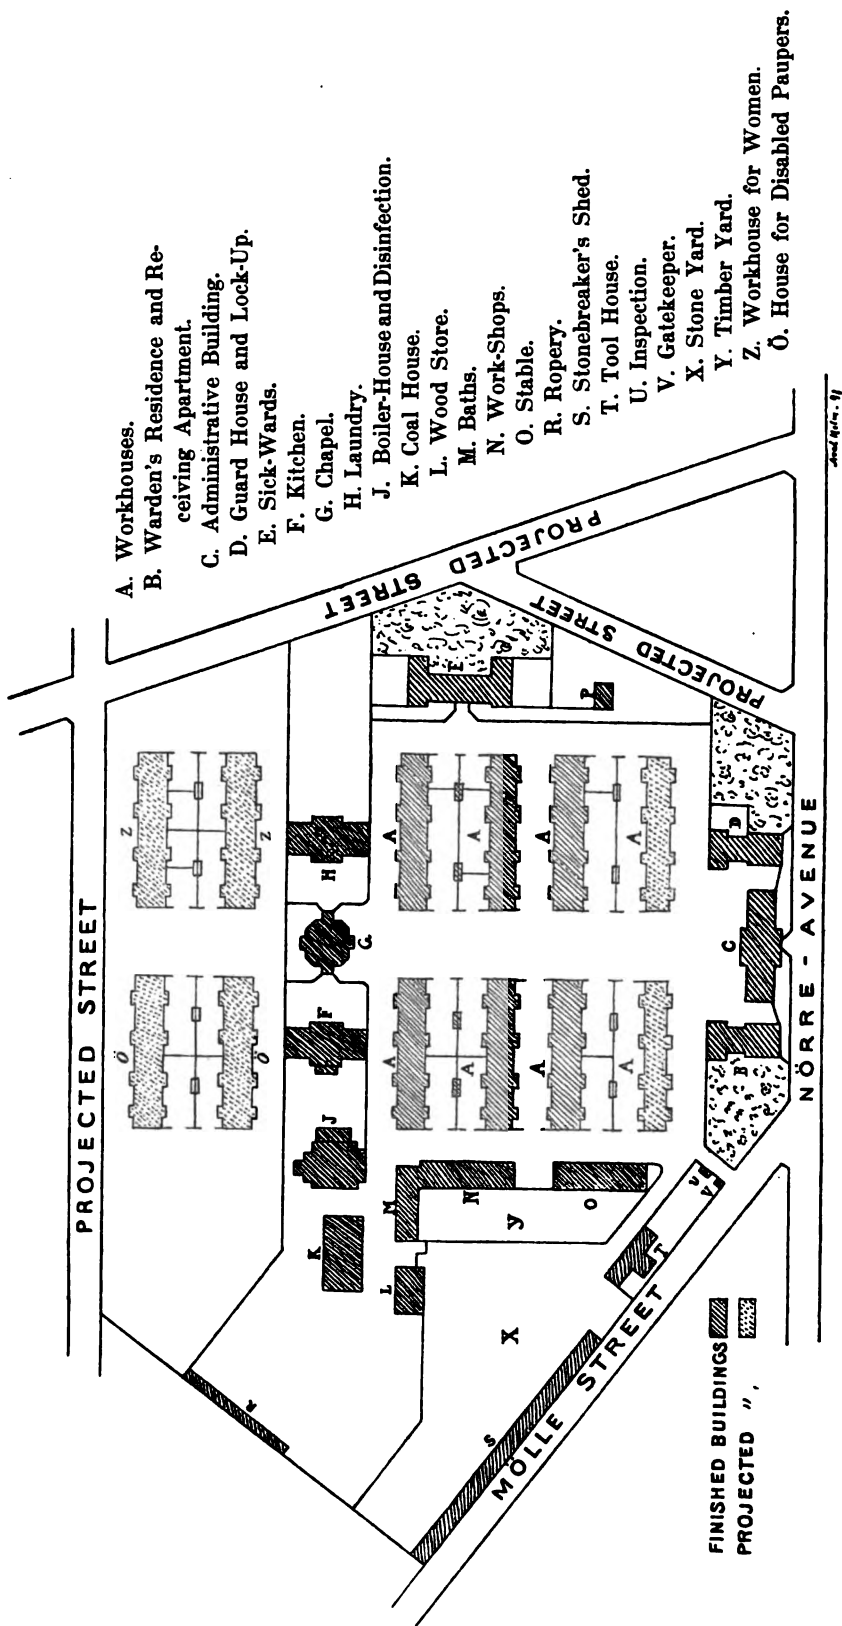 A. Workhouses.
B. Warden's Residence and Re-
ceiving Apartment.
C. Administrative Building.
D. Guard House and Lock-Up.
E. Sick-Wards.
F. Kitchen.
G. Chapel.
H. Laundry.
J. Boiler-House and Disinfection.
K. Coal House.
L. Wood Store.
M. Baths.
N. Work-Shops.
O. Stable.
R. Ropery.
S. Stonebreaker's Shed.
T. Tool House.
U. Inspection.
V. Gatekeeper.
X. Stone Yard.
Y. Timber Yard.
Z. Workhouse for Women.
Ö. House for Disabled Paupers.
PROJECTED STREET
PROJECTED STREET
PROJECTED STREET
NÖRRE - AVENUE
MÖLLE STREET
Ö
Z
Ö
Z
R
K
J
F
G
H
L
M
A
A
A
A
A
A
A
A
E
P
N
O
y
X
S
T
U
V
B
C
D
FINISHED BUILDINGS
PROJECTED ",